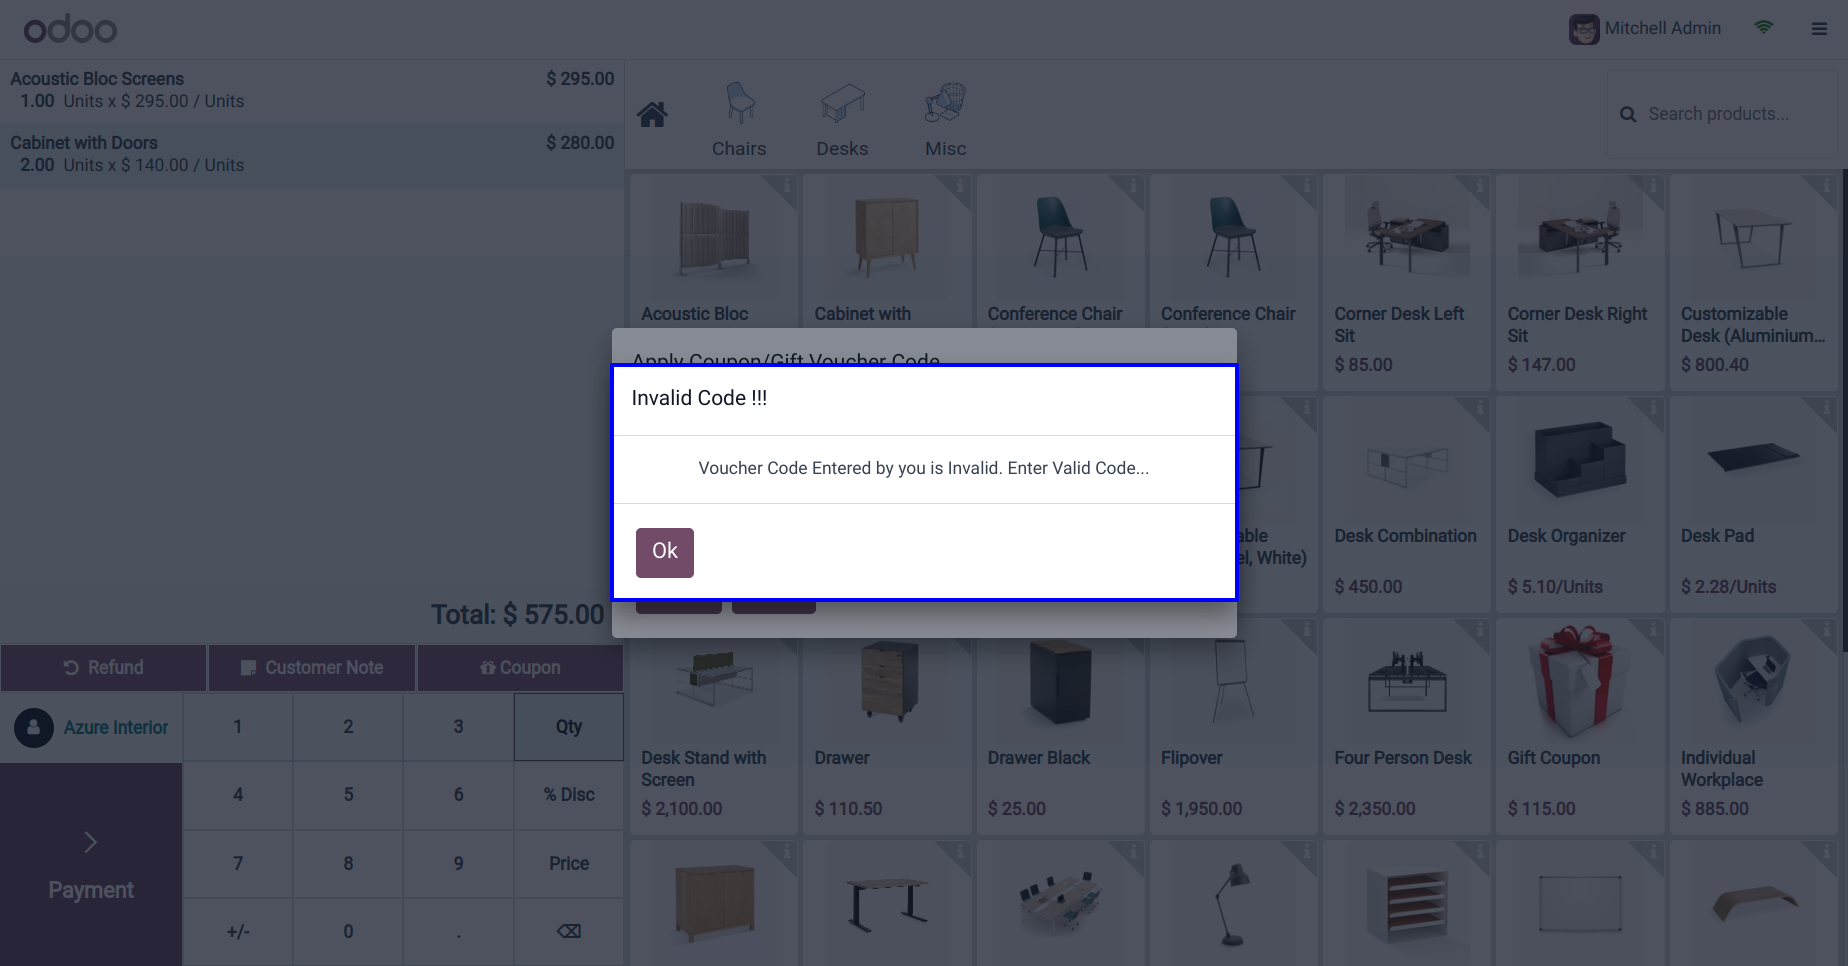 odoo
Mitchell Admin
Acoustic Bloc Screens $ 295.00
1.00 Units x $ 295.00 / Units
Cabinet with Doors $ 280.00
2.00 Units x $ 140.00 / Units
Total: $ 575.00
Refund Customer Note Coupon
Azure Interior
Payment
1 2 3 Qty
4 5 6 % Disc
7 8 9 Price
+/- 0 .
Chairs Desks Misc
Search products...
Acoustic Bloc
Cabinet with
Conference Chair
Conference Chair
Corner Desk Left
Sit
$ 85.00
Corner Desk Right
Sit
$ 147.00
Customizable
Desk (Aluminium...
$ 800.40
Apply Coupon/Gift Voucher Code
Invalid Code !!!
Voucher Code Entered by you is Invalid. Enter Valid Code...
Ok
White)
Desk Combination
$ 450.00
Desk Organizer
$ 5.10/Units
Desk Pad
$ 2.28/Units
Desk Stand with
Screen
$ 2,100.00
Drawer
$ 110.50
Drawer Black
$ 25.00
Flipover
$ 1,950.00
Four Person Desk
$ 2,350.00
Gift Coupon
$ 115.00
Individual
Workplace
$ 885.00